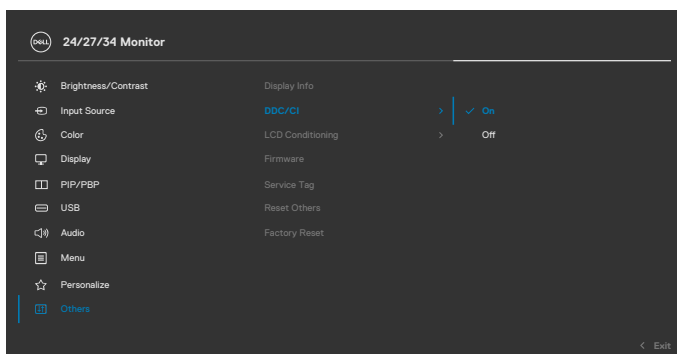 DELL 24/27/34 Monitor
Brightness/Contrast Display Info
Input Source DDC/CI > ✓ On
Color LCD Conditioning > Off
Display Firmware
PIP/PBP Service Tag
USB Reset Others
Audio Factory Reset
Menu
Personalize
Others
< Exit